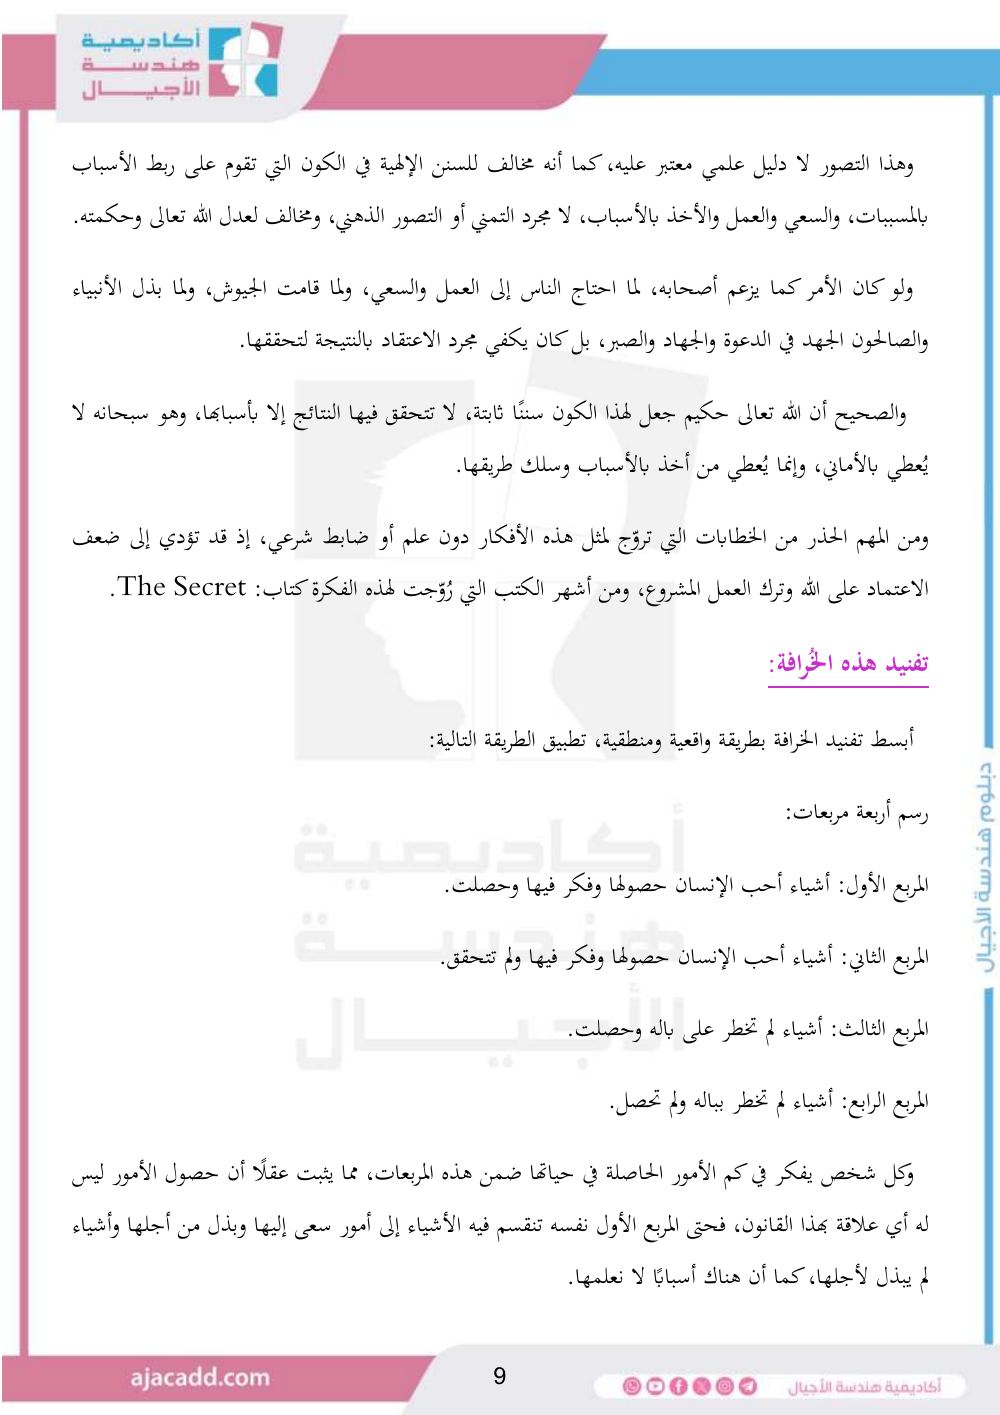 أكاديمية
هندسة
الأجيال
وهذا التصور لا دليل علمي معتبر عليه، كما أنه مخالف للسنن الإلهية في الكون التي تقوم على ربط الأسباب
بالمسببات، والسعي والعمل والأخذ بالأسباب، لا مجرد التمني أو التصور الذهني، ومخالف لعدل الله تعالى وحكمته.
ولو كان الأمر كما يزعم أصحابه، لما احتاج الناس إلى العمل والسعي، ولما قامت الجيوش، ولما بذل الأنبياء
والصالحون الجهد في الدعوة والجهاد والصبر، بل كان يكفي مجرد الاعتقاد بالنتيجة لتحققها.
والصحيح أن الله تعالى حكيم جعل لهذا الكون سننًا ثابتة، لا تتحقق فيها النتائج إلا بأسبابها، وهو سبحانه لا
يُعطي بالأماني، وإنما يُعطي من أخذ بالأسباب وسلك طريقها.
ومن المهم الحذر من الخطابات التي تروّج لمثل هذه الأفكار دون علم أو ضابط شرعي، إذ قد تؤدي إلى ضعف
الاعتماد على الله وترك العمل المشروع، ومن أشهر الكتب التي رُوّجت لهذه الفكرة كتاب: The Secret.
تفنيد هذه الخُرافة:
أبسط تفنيد الخرافة بطريقة واقعية ومنطقية، تطبيق الطريقة التالية:
رسم أربعة مربعات:
المربع الأول: أشياء أحب الإنسان حصولها وفكر فيها وحصلت.
المربع الثاني: أشياء أحب الإنسان حصولها وفكر فيها ولم تتحقق.
المربع الثالث: أشياء لم تخطر على باله وحصلت.
المربع الرابع: أشياء لم تخطر بباله ولم تحصل.
وكل شخص يفكر في كم الأمور الحاصلة في حياتها ضمن هذه المربعات، مما يثبت عقلًا أن حصول الأمور ليس
له أي علاقة بهذا القانون، فحتى المربع الأول نفسه تنقسم فيه الأشياء إلى أمور سعى إليها وبذل من أجلها وأشياء
لم يبذل لأجلها، كما أن هناك أسبابًا لا نعلمها.
أكاديمية
هندسة
الأجيال
دبلوم هندسة الأجيال
أكاديمية هندسة الأجيال
9
ajacadd.com